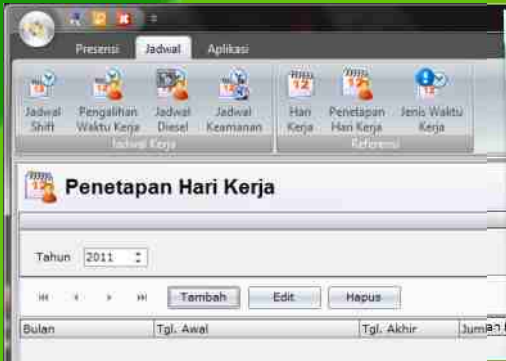 Presensi Jadwal Aplikasi
Jadwal Shift
Pengalihan Waktu Kerja
Jadwal Diesel
Jadwal Keamanan
Hari Kerja
Penetapan Hari Kerja
Jenis Waktu Kerja
Jadwal Kerja
Referensi
Penetapan Hari Kerja
Tahun 2011
Tambah Edit Hapus
Bulan Tgl. Awal Tgl. Akhir